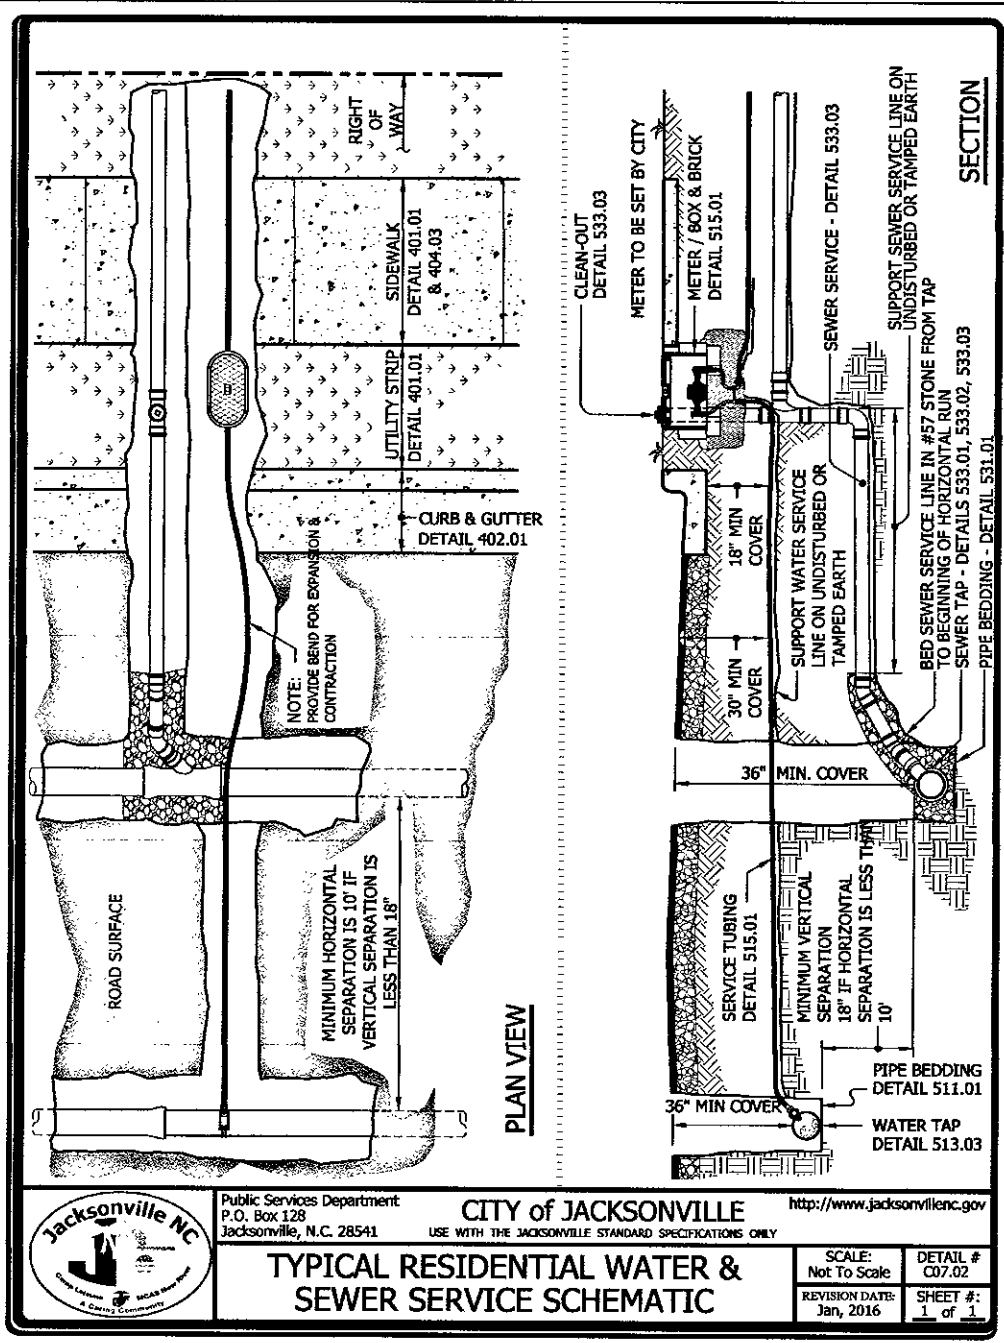 RIGHT
OF
WAY
SIDEWALK
DETAIL 401.01
& 404.03
UTILITY STRIP
DETAIL 401.01
CURB & GUTTER
DETAIL 402.01
NOTE:
PROVIDE BEND FOR EXPANSION &
CONTRACTION
ROAD SURFACE
MINIMUM HORIZONTAL
SEPARATION IS 10' IF
VERTICAL SEPARATION IS
LESS THAN 18"
PLAN VIEW
SECTION
CLEAN-OUT
DETAIL 533.03
METER TO BE SET BY CITY
METER / BOX & BRICK
DETAIL 515.01
SEWER SERVICE - DETAIL 533.03
SUPPORT SEWER SERVICE LINE ON
UNDISTURBED OR TAMPED EARTH
18" MIN
COVER
30" MIN
COVER
SUPPORT WATER SERVICE
LINE ON UNDISTURBED OR
TAMPED EARTH
BED SEWER SERVICE LINE IN #57 STONE FROM TAP
TO BEGINNING OF HORIZONTAL RUN
SEWER TAP - DETAILS 533.01, 533.02, 533.03
PIPE BEDDING - DETAIL 531.01
36" MIN. COVER
SERVICE TUBING
DETAIL 515.01
MINIMUM VERTICAL
SEPARATION
18" IF HORIZONTAL
SEPARATION IS LESS THAN
10'
36" MIN COVER
PIPE BEDDING
DETAIL 511.01
WATER TAP
DETAIL 513.03
Jacksonville NC
Camp Lejeune MCAS New River
A Caring Community
Public Services Department
P.O. Box 128
Jacksonville, N.C. 28541
CITY of JACKSONVILLE
USE WITH THE JACKSONVILLE STANDARD SPECIFICATIONS ONLY
http://www.jacksonvillenc.gov
TYPICAL RESIDENTIAL WATER &
SEWER SERVICE SCHEMATIC
SCALE:
Not To Scale
DETAIL #
C07.02
REVISION DATE:
Jan, 2016
SHEET #:
1 of 1